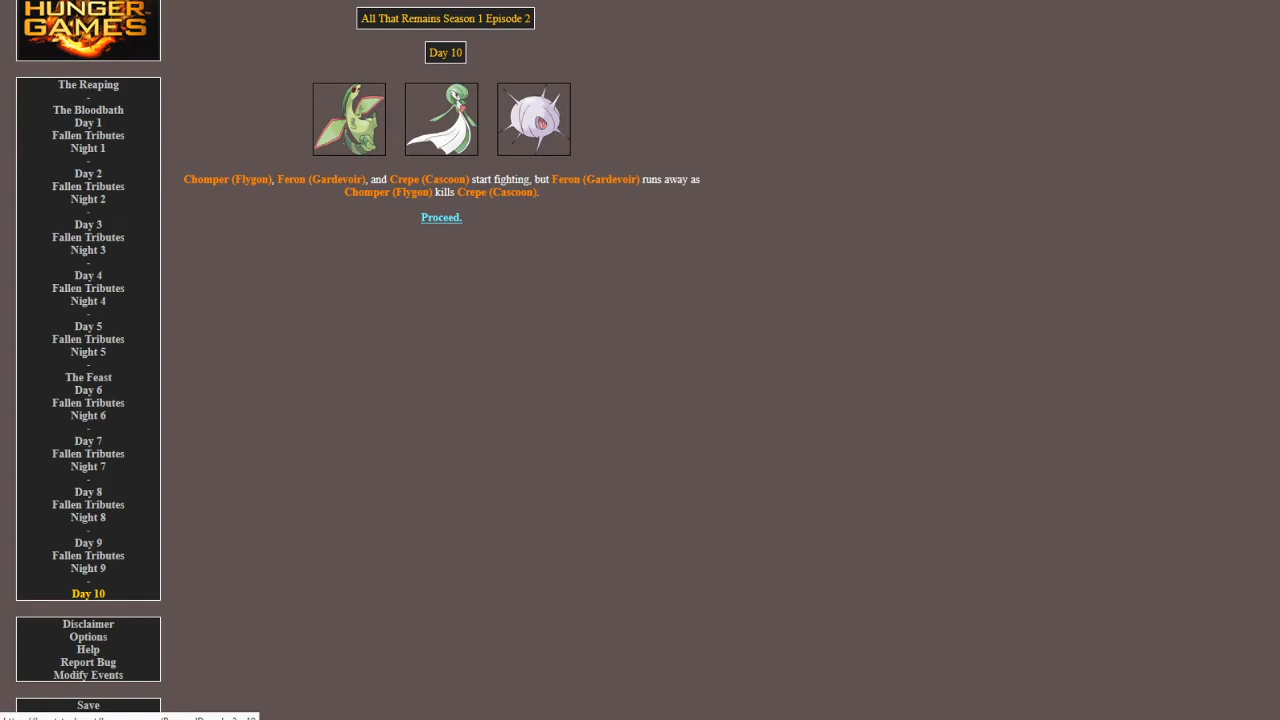 HUNGER
GAMES
All That Remains Season 1 Episode 2
Day 10
Chomper (Flygon), Feron (Gardevoir), and Crepe (Cascoon) start fighting, but Feron (Gardevoir) runs away as
Chomper (Flygon) kills Crepe (Cascoon).
Proceed.
The Reaping
-
The Bloodbath
Day 1
Fallen Tributes
Night 1
-
Day 2
Fallen Tributes
Night 2
-
Day 3
Fallen Tributes
Night 3
-
Day 4
Fallen Tributes
Night 4
-
Day 5
Fallen Tributes
Night 5
-
The Feast
Day 6
Fallen Tributes
Night 6
-
Day 7
Fallen Tributes
Night 7
-
Day 8
Fallen Tributes
Night 8
-
Day 9
Fallen Tributes
Night 9
-
Day 10
Disclaimer
Options
Help
Report Bug
Modify Events
Save